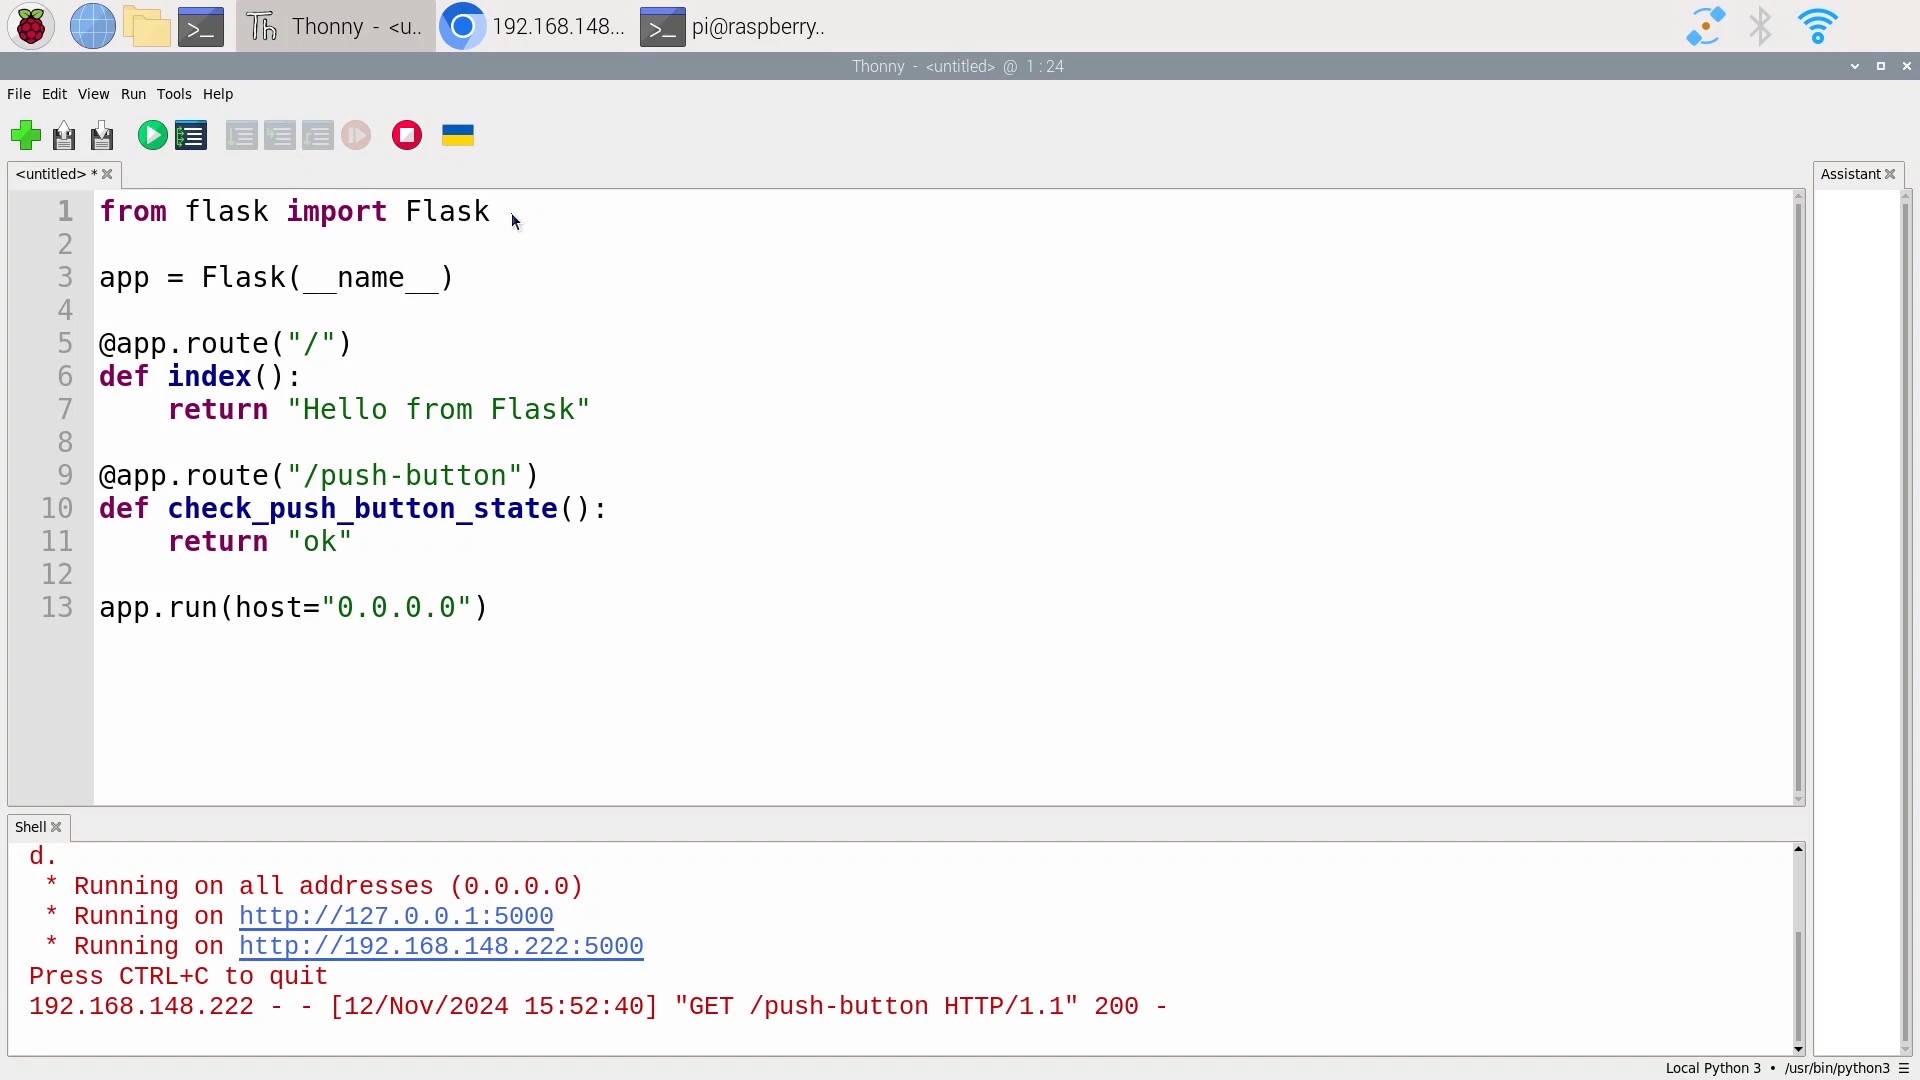 Thonny - <u.. 192.168.148... pi@raspberry..
Thonny - <untitled> @ 1:24
File Edit View Run Tools Help
<untitled> *
Assistant
1 from flask import Flask
2
3 app = Flask(__name__)
4
5 @app.route("/")
6 def index():
7     return "Hello from Flask"
8
9 @app.route("/push-button")
10 def check_push_button_state():
11     return "ok"
12
13 app.run(host="0.0.0.0")
Shell
d.
 * Running on all addresses (0.0.0.0)
 * Running on http://127.0.0.1:5000
 * Running on http://192.168.148.222:5000
Press CTRL+C to quit
192.168.148.222 - - [12/Nov/2024 15:52:40] "GET /push-button HTTP/1.1" 200 -
Local Python 3 • /usr/bin/python3 ☰